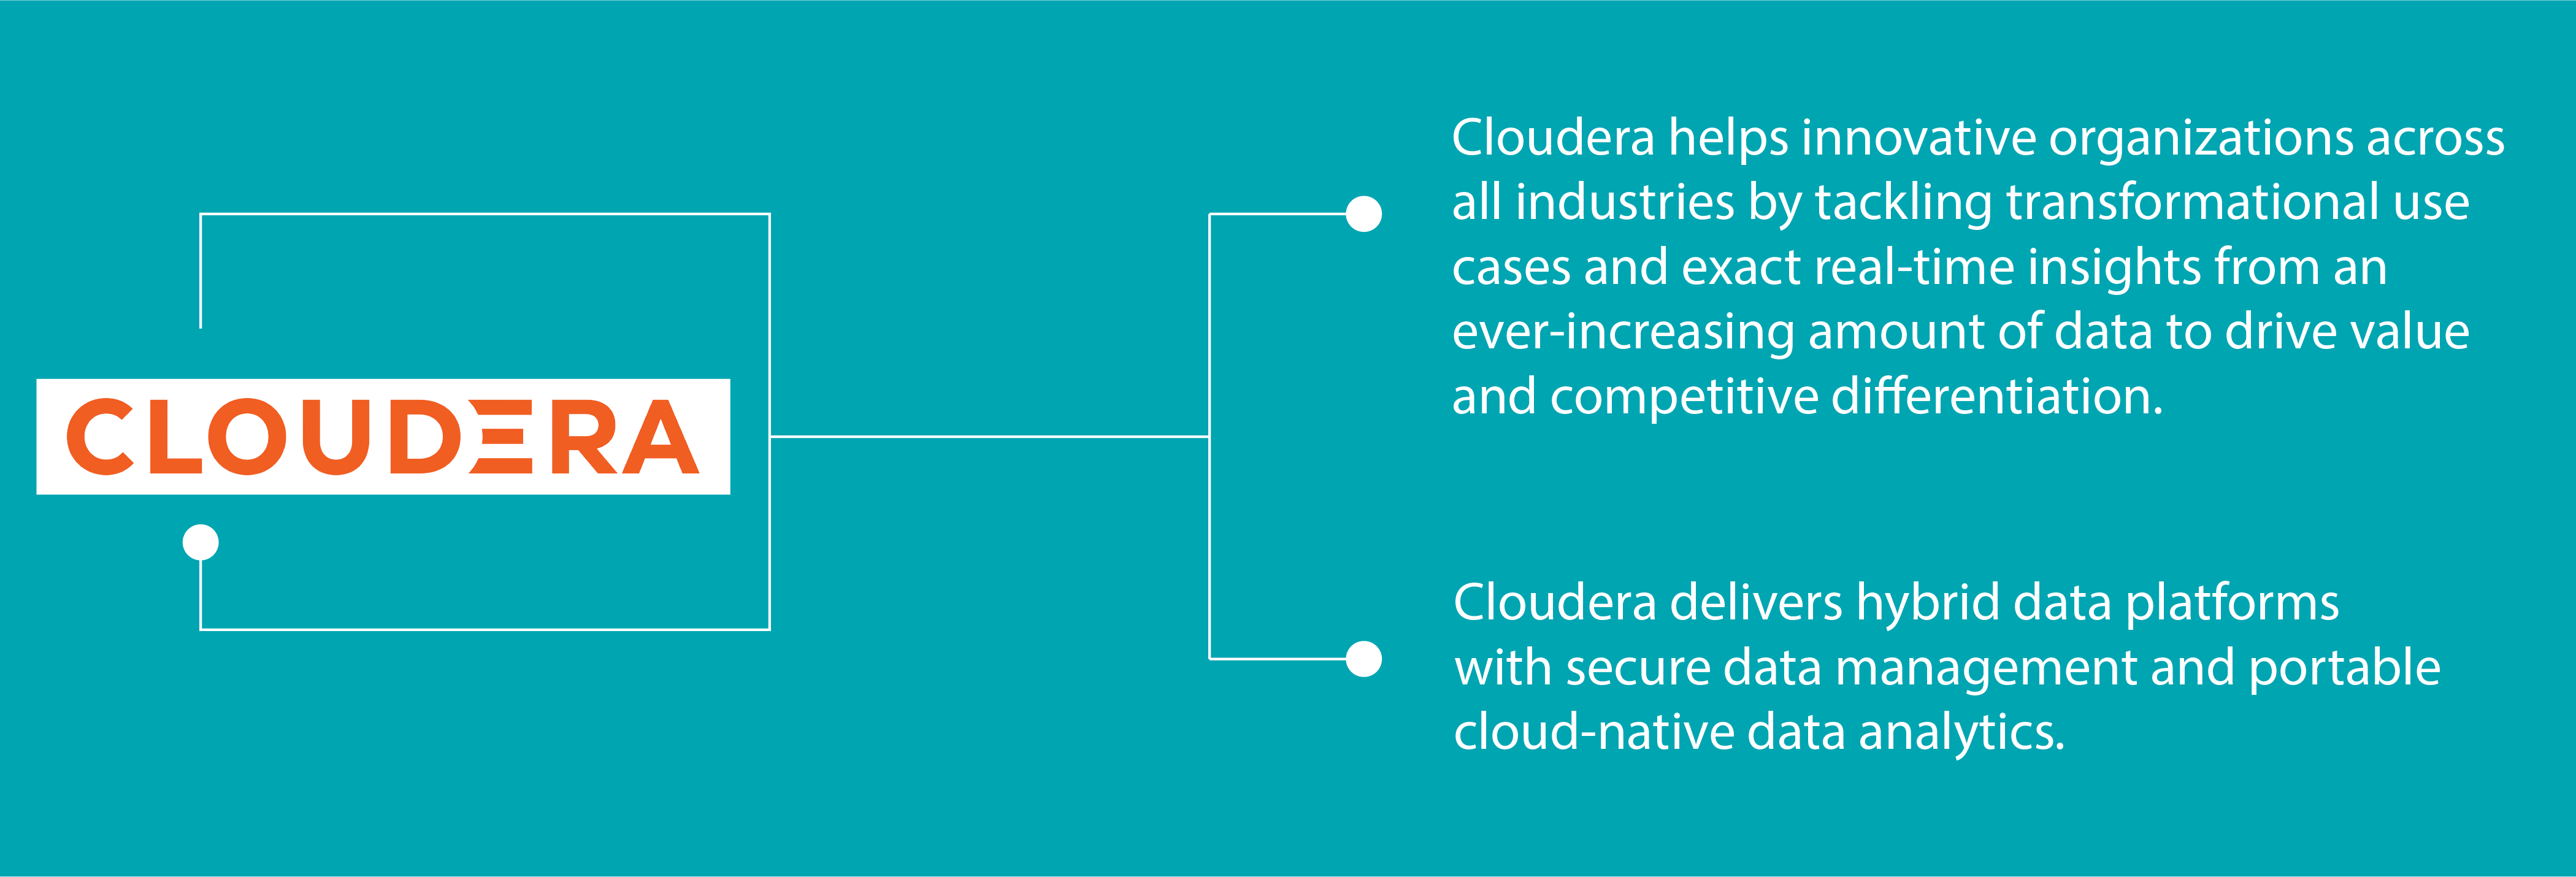 CLOUDERA
Cloudera helps innovative organizations across
all industries by tackling transformational use
cases and exact real-time insights from an
ever-increasing amount of data to drive value
and competitive differentiation.
Cloudera delivers hybrid data platforms
with secure data management and portable
cloud-native data analytics.